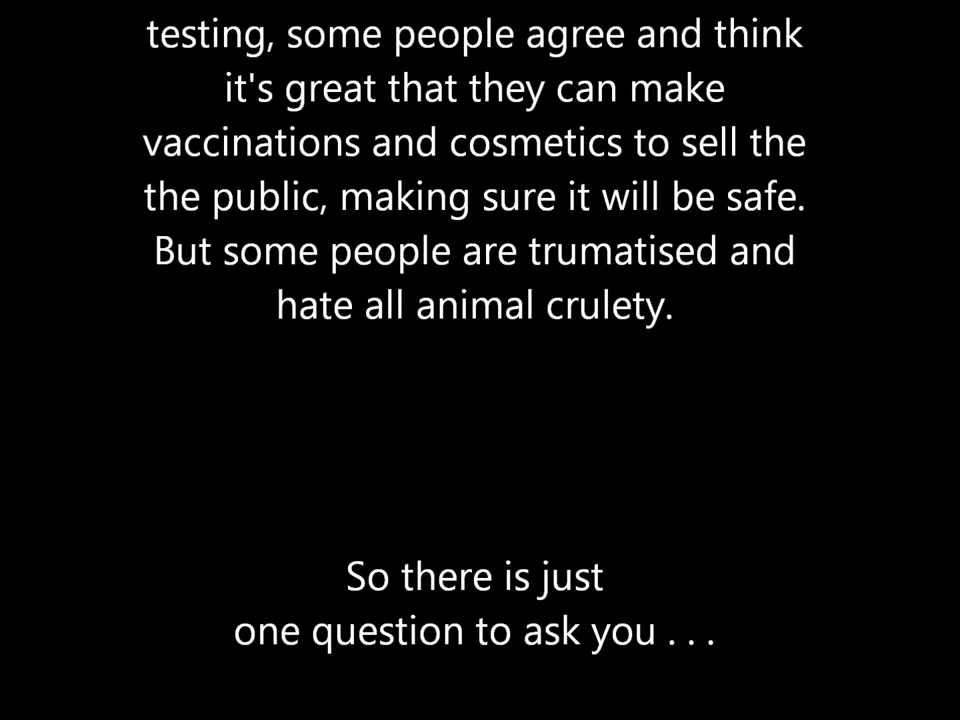 testing, some people agree and think
it's great that they can make
vaccinations and cosmetics to sell the
the public, making sure it will be safe.
But some people are trumatised and
hate all animal crulety.
So there is just
one question to ask you . . .